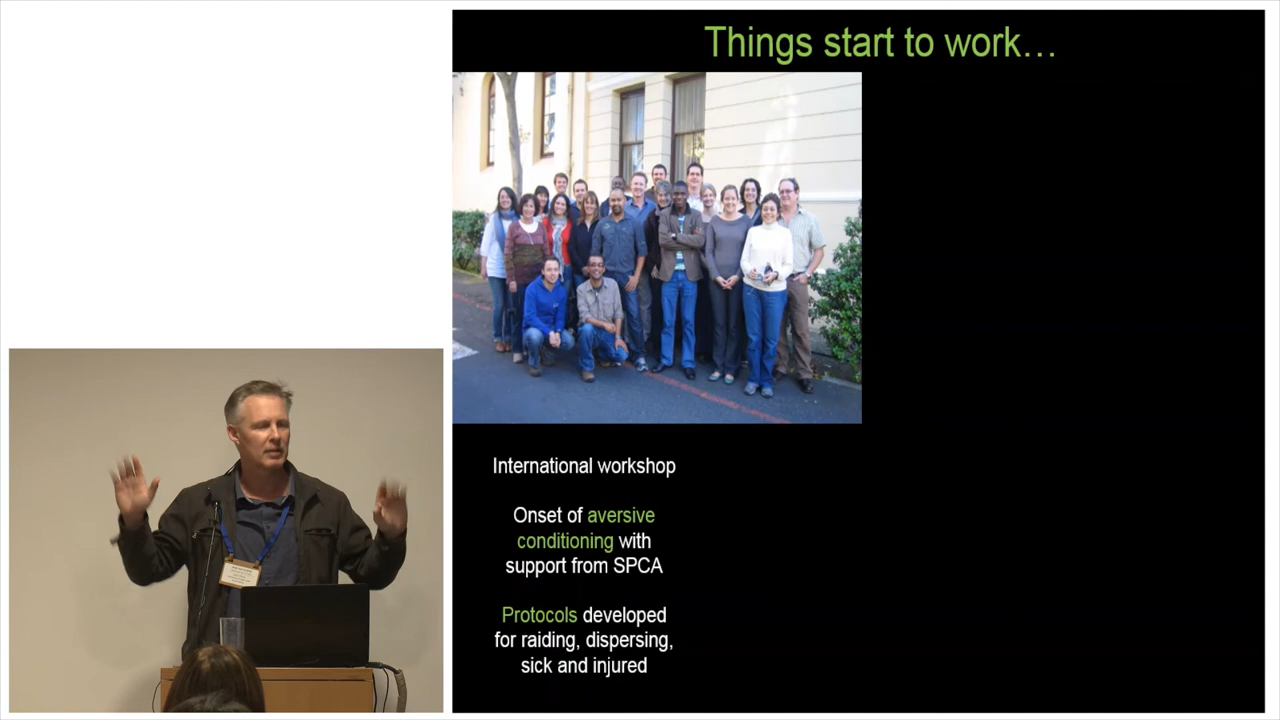 Things start to work…
International workshop
Onset of aversive
conditioning with
support from SPCA
Protocols developed
for raiding, dispersing,
sick and injured